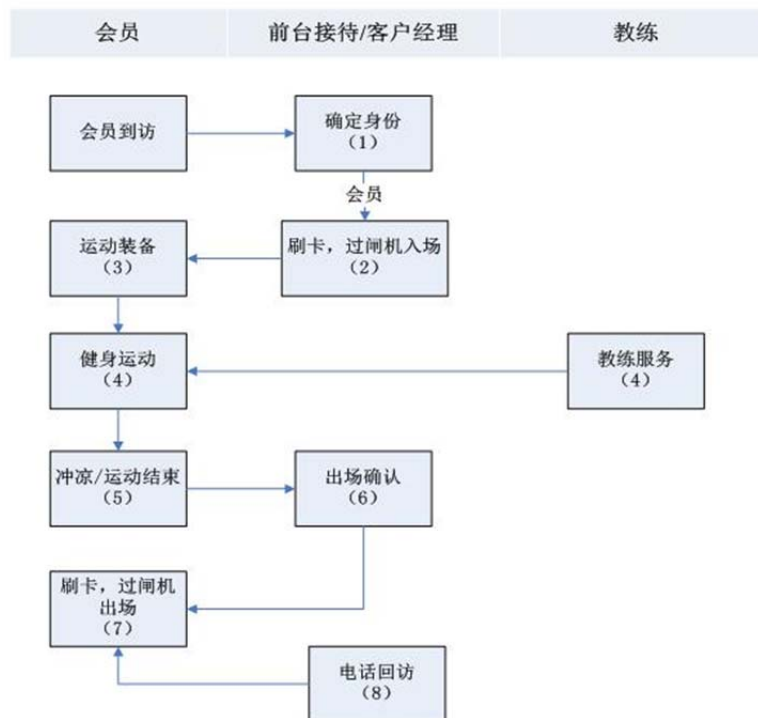 会员
前台接待/客户经理
教练
会员到访
确定身份
（1）
会员
运动装备
（3）
刷卡，过闸机入场
（2）
健身运动
（4）
教练服务
（4）
冲凉/运动结束
（5）
出场确认
（6）
刷卡，过闸机
出场
（7）
电话回访
（8）